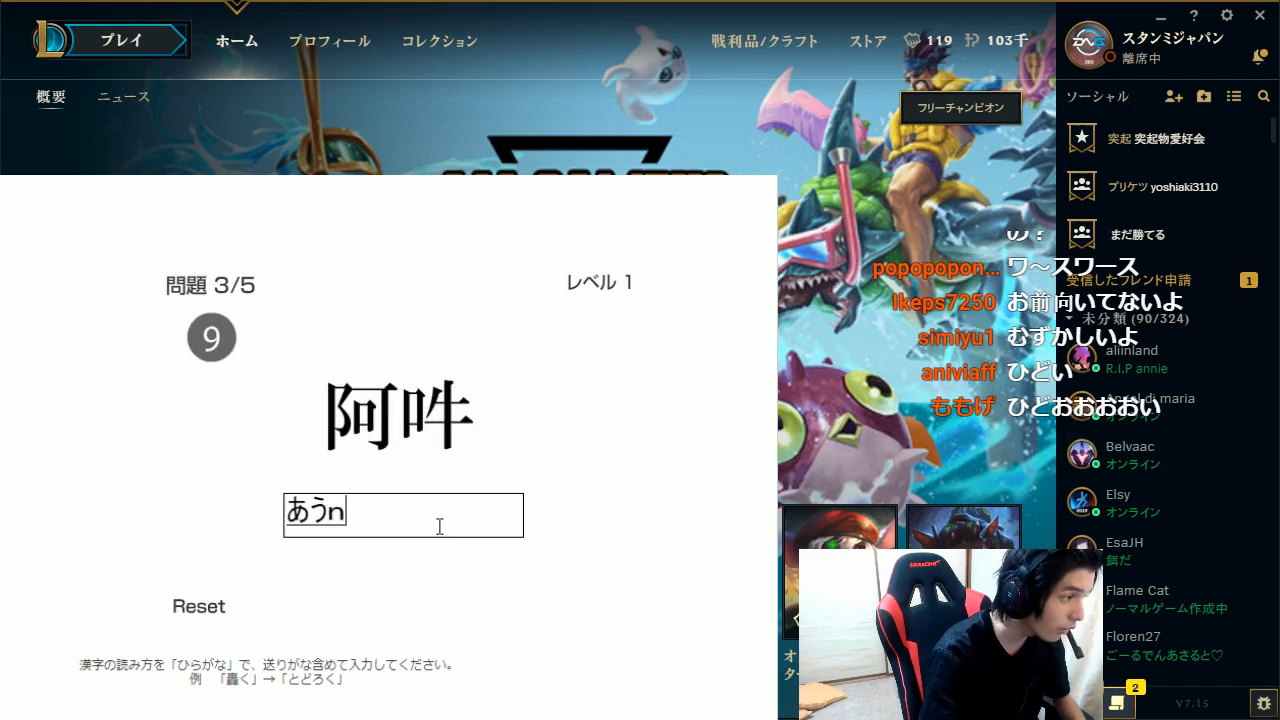 プレイ
ホーム
プロフィール
コレクション
戦利品/クラフト
ストア
119
103千
スタンミジャパン
離席中
概要
ニュース
フリーチャンピオン
ソーシャル
突起 突起物愛好会
プリケツ yoshiaki3110
まだ勝てる
受信したフレンド申請
1
未分類 (90/324)
aliinland
R.I.P annie
Angel di maria
オンライン
Belvaac
オンライン
Elsy
オンライン
EsaJH
餌だ
Flame Cat
ノーマルゲーム作成中
Floren27
ごーるでんあさると♡
2
V7.15
popopopon... ワ～スワース
lkeps7250 お前向いてないよ
simiyu1 むずかしいよ
aniviaff ひどい
ももげ ひどおおおおい
問題 3/5
レベル 1
9
阿吽
あうn
Reset
漢字の読み方を「ひらがな」で、送りがな含めて入力してください。
例 「轟く」→「とどろく」